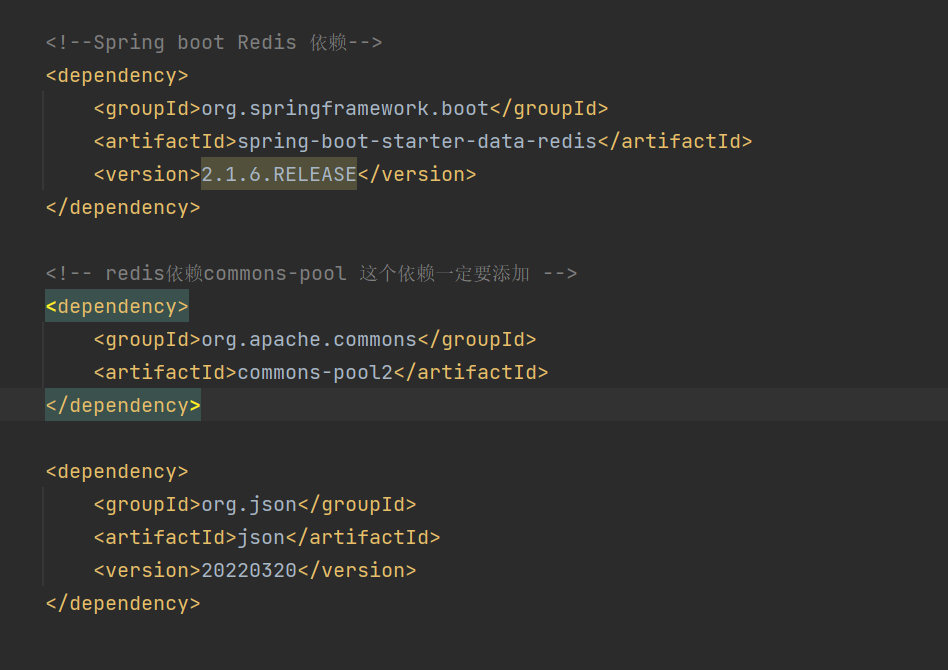 <!--Spring boot Redis 依赖-->
<dependency>
    <groupId>org.springframework.boot</groupId>
    <artifactId>spring-boot-starter-data-redis</artifactId>
    <version>2.1.6.RELEASE</version>
</dependency>
<!-- redis依赖commons-pool 这个依赖一定要添加 -->
<dependency>
    <groupId>org.apache.commons</groupId>
    <artifactId>commons-pool2</artifactId>
</dependency>
<dependency>
    <groupId>org.json</groupId>
    <artifactId>json</artifactId>
    <version>20220320</version>
</dependency>